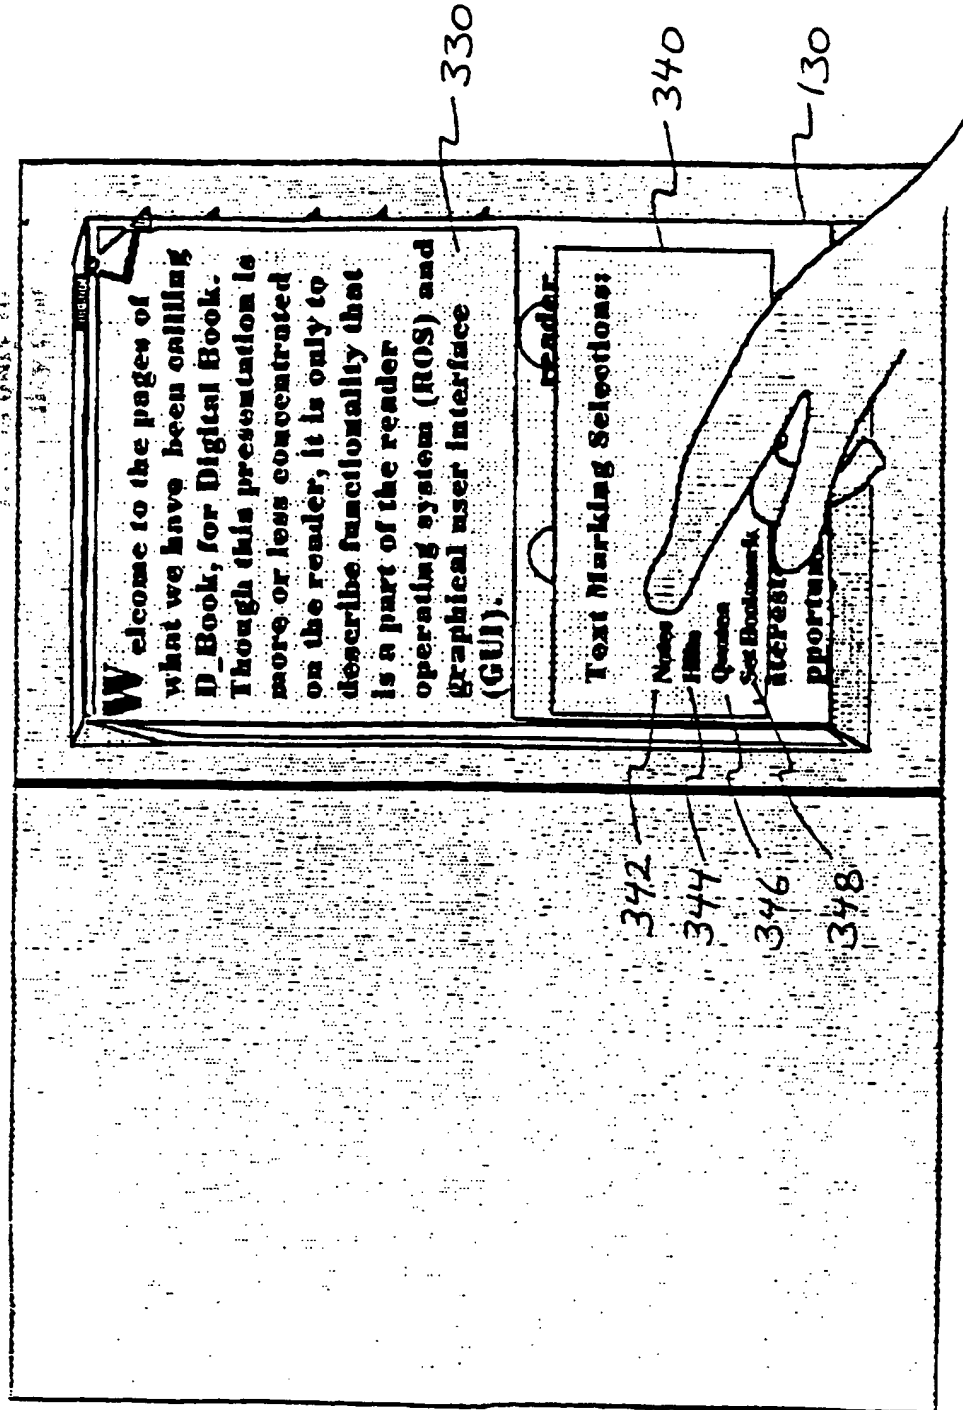 Welcome to the pages of
what we have been calling
D_Book, for Digital Book.
Though this presentation is
more or less concentrated
on the reader, it is only to
describe functionality that
is a part of the reader
operating system (ROS) and
graphical user interface
(GUI).
reader
Text Marking Selections:
Notes
Hilite
Quotes
Set Bookmark
pportun
330
340
130
342
344
346
348